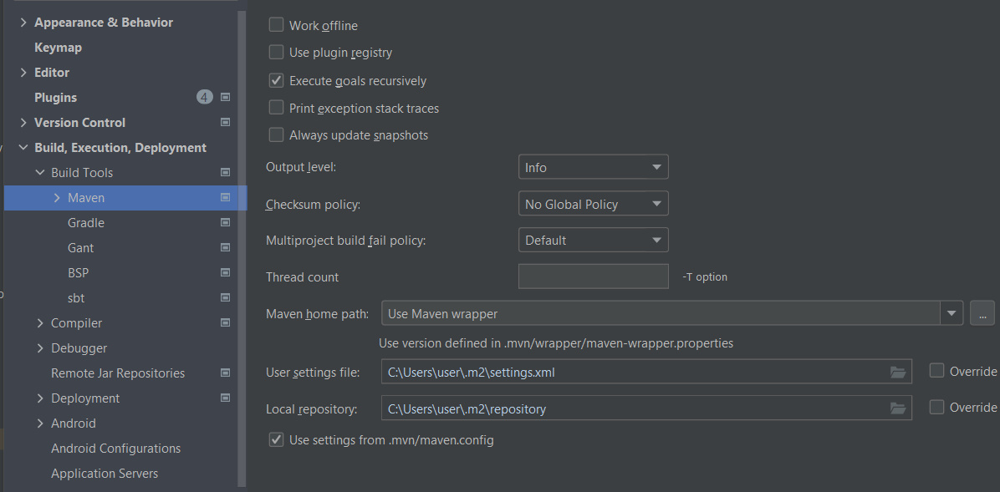 Appearance & Behavior
Keymap
Editor
Plugins 4
Version Control
Build, Execution, Deployment
Build Tools
Maven
Gradle
Gant
BSP
sbt
Compiler
Debugger
Remote Jar Repositories
Deployment
Android
Android Configurations
Application Servers
Work offline
Use plugin registry
Execute goals recursively
Print exception stack traces
Always update snapshots
Output level: Info
Checksum policy: No Global Policy
Multiproject build fail policy: Default
Thread count -T option
Maven home path: Use Maven wrapper ...
Use version defined in .mvn/wrapper/maven-wrapper.properties
User settings file: C:\Users\user\.m2\settings.xml Override
Local repository: C:\Users\user\.m2\repository Override
Use settings from .mvn/maven.config